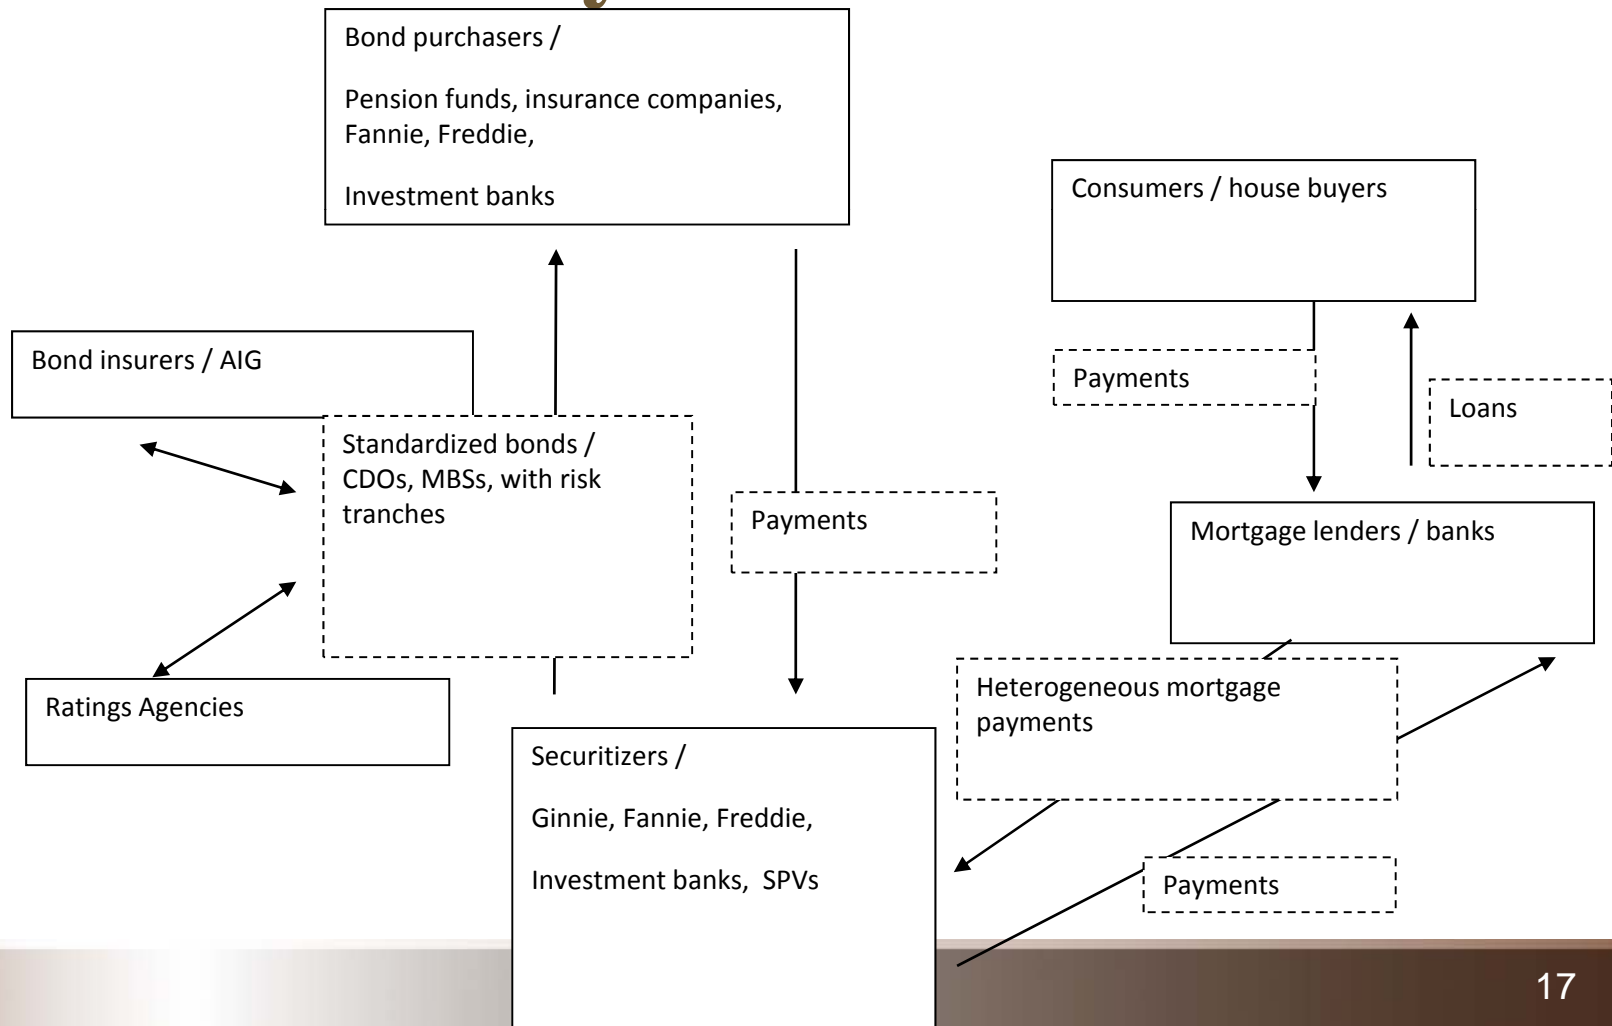 Bond purchasers /
Pension funds, insurance companies,
Fannie, Freddie,
Investment banks
Consumers / house buyers
Bond insurers / AIG
Payments
Loans
Standardized bonds /
CDOs, MBSs, with risk
tranches
Payments
Mortgage lenders / banks
Ratings Agencies
Heterogeneous mortgage
payments
Securitizers /
Ginnie, Fannie, Freddie,
Investment banks, SPVs
Payments
17